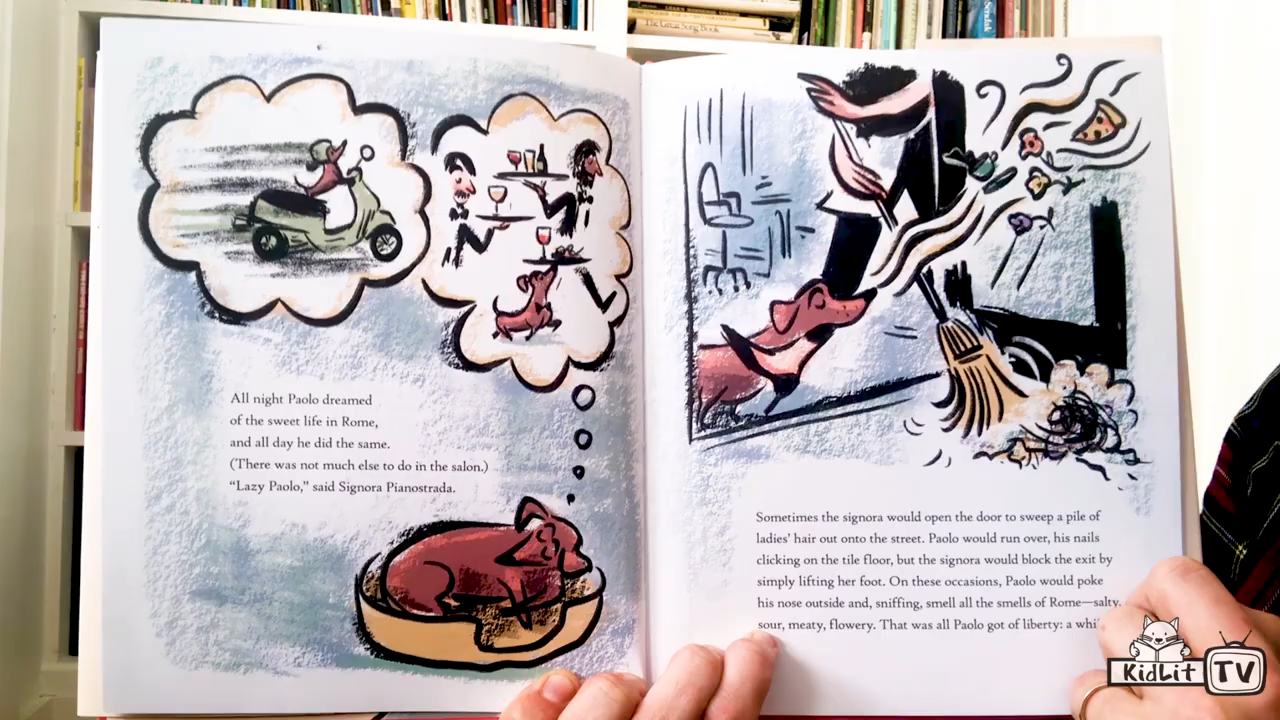 The Great Song Book
Sendak
All night Paolo dreamed
of the sweet life in Rome,
and all day he did the same.
(There was not much else to do in the salon.)
“Lazy Paolo,” said Signora Pianostrada.
Sometimes the signora would open the door to sweep a pile of
ladies’ hair out onto the street. Paolo would run over, his nails
clicking on the tile floor, but the signora would block the exit by
simply lifting her foot. On these occasions, Paolo would poke
his nose outside and, sniffing, smell all the smells of Rome—salty,
sour, meaty, flowery. That was all Paolo got of liberty: a
KidLit TV